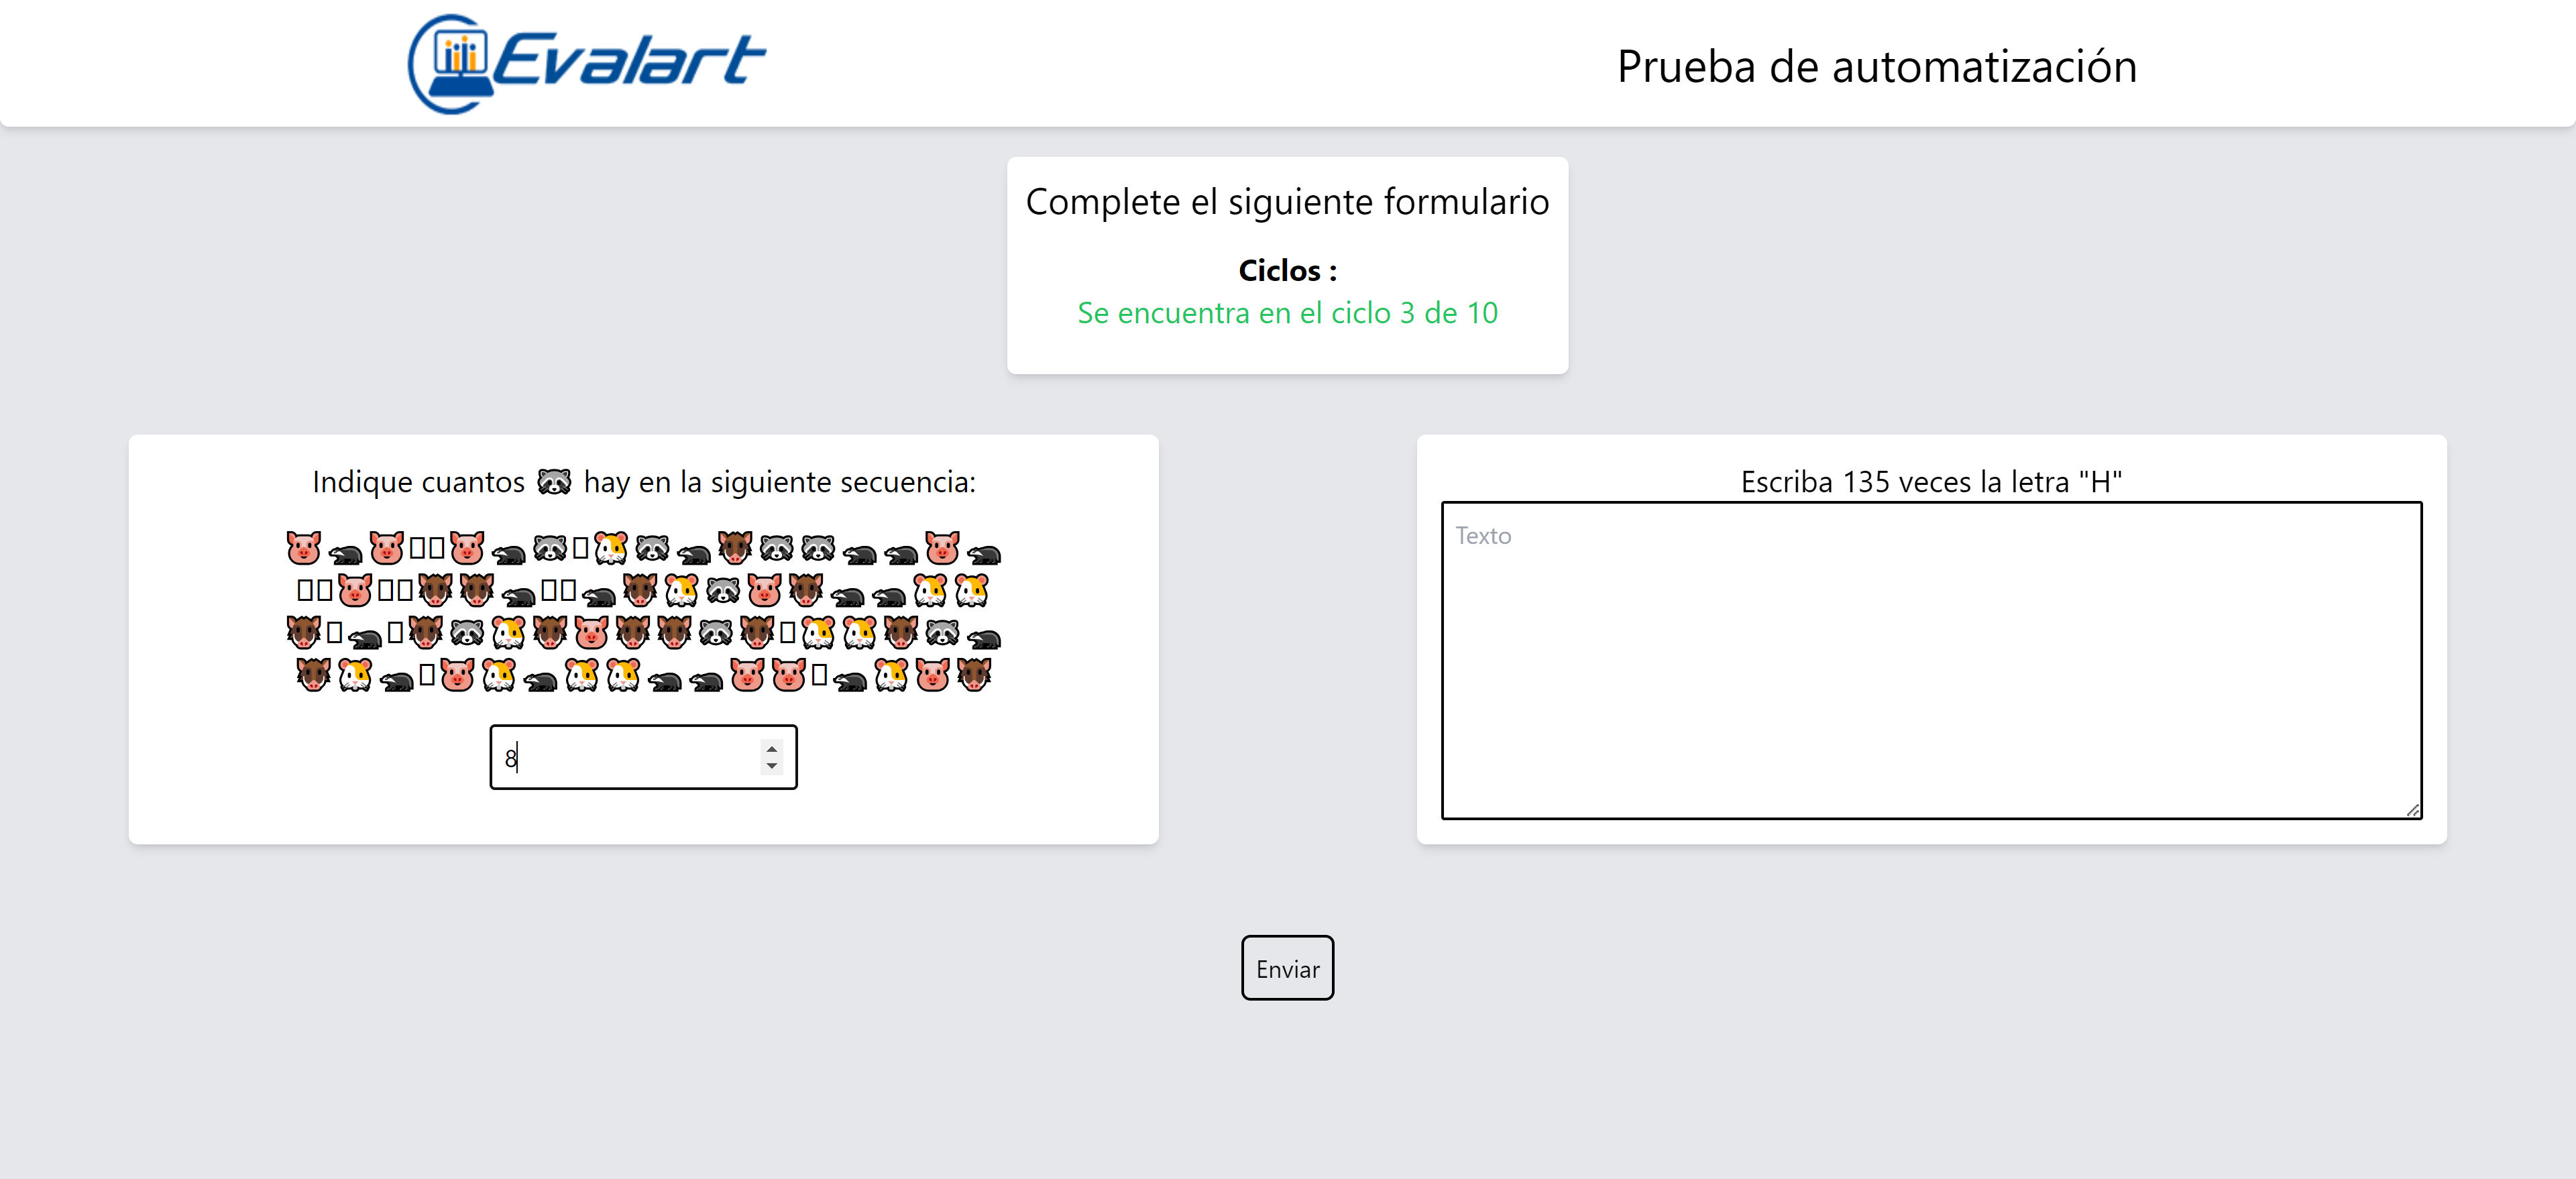 Evalart
Prueba de automatización
Complete el siguiente formulario
Ciclos :
Se encuentra en el ciclo 3 de 10
Indique cuantos 🦝 hay en la siguiente secuencia:
8
Escriba 135 veces la letra "H"
Texto
Enviar